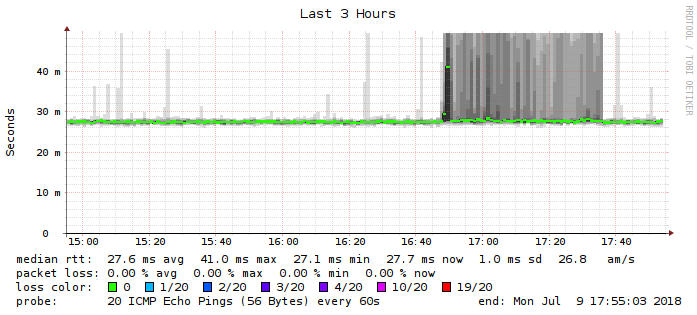 Last 3 Hours
RRDTOOL / TOBI OETIKER
Seconds
40 m
30 m
20 m
10 m
0
15:00 15:20 15:40 16:00 16:20 16:40 17:00 17:20 17:40
median rtt: 27.6 ms avg 41.0 ms max 27.1 ms min 27.7 ms now 1.0 ms sd 26.8 am/s
packet loss: 0.00 % avg 0.00 % max 0.00 % min 0.00 % now
loss color: 0 1/20 2/20 3/20 4/20 10/20 19/20
probe: 20 ICMP Echo Pings (56 Bytes) every 60s end: Mon Jul 9 17:55:03 2018